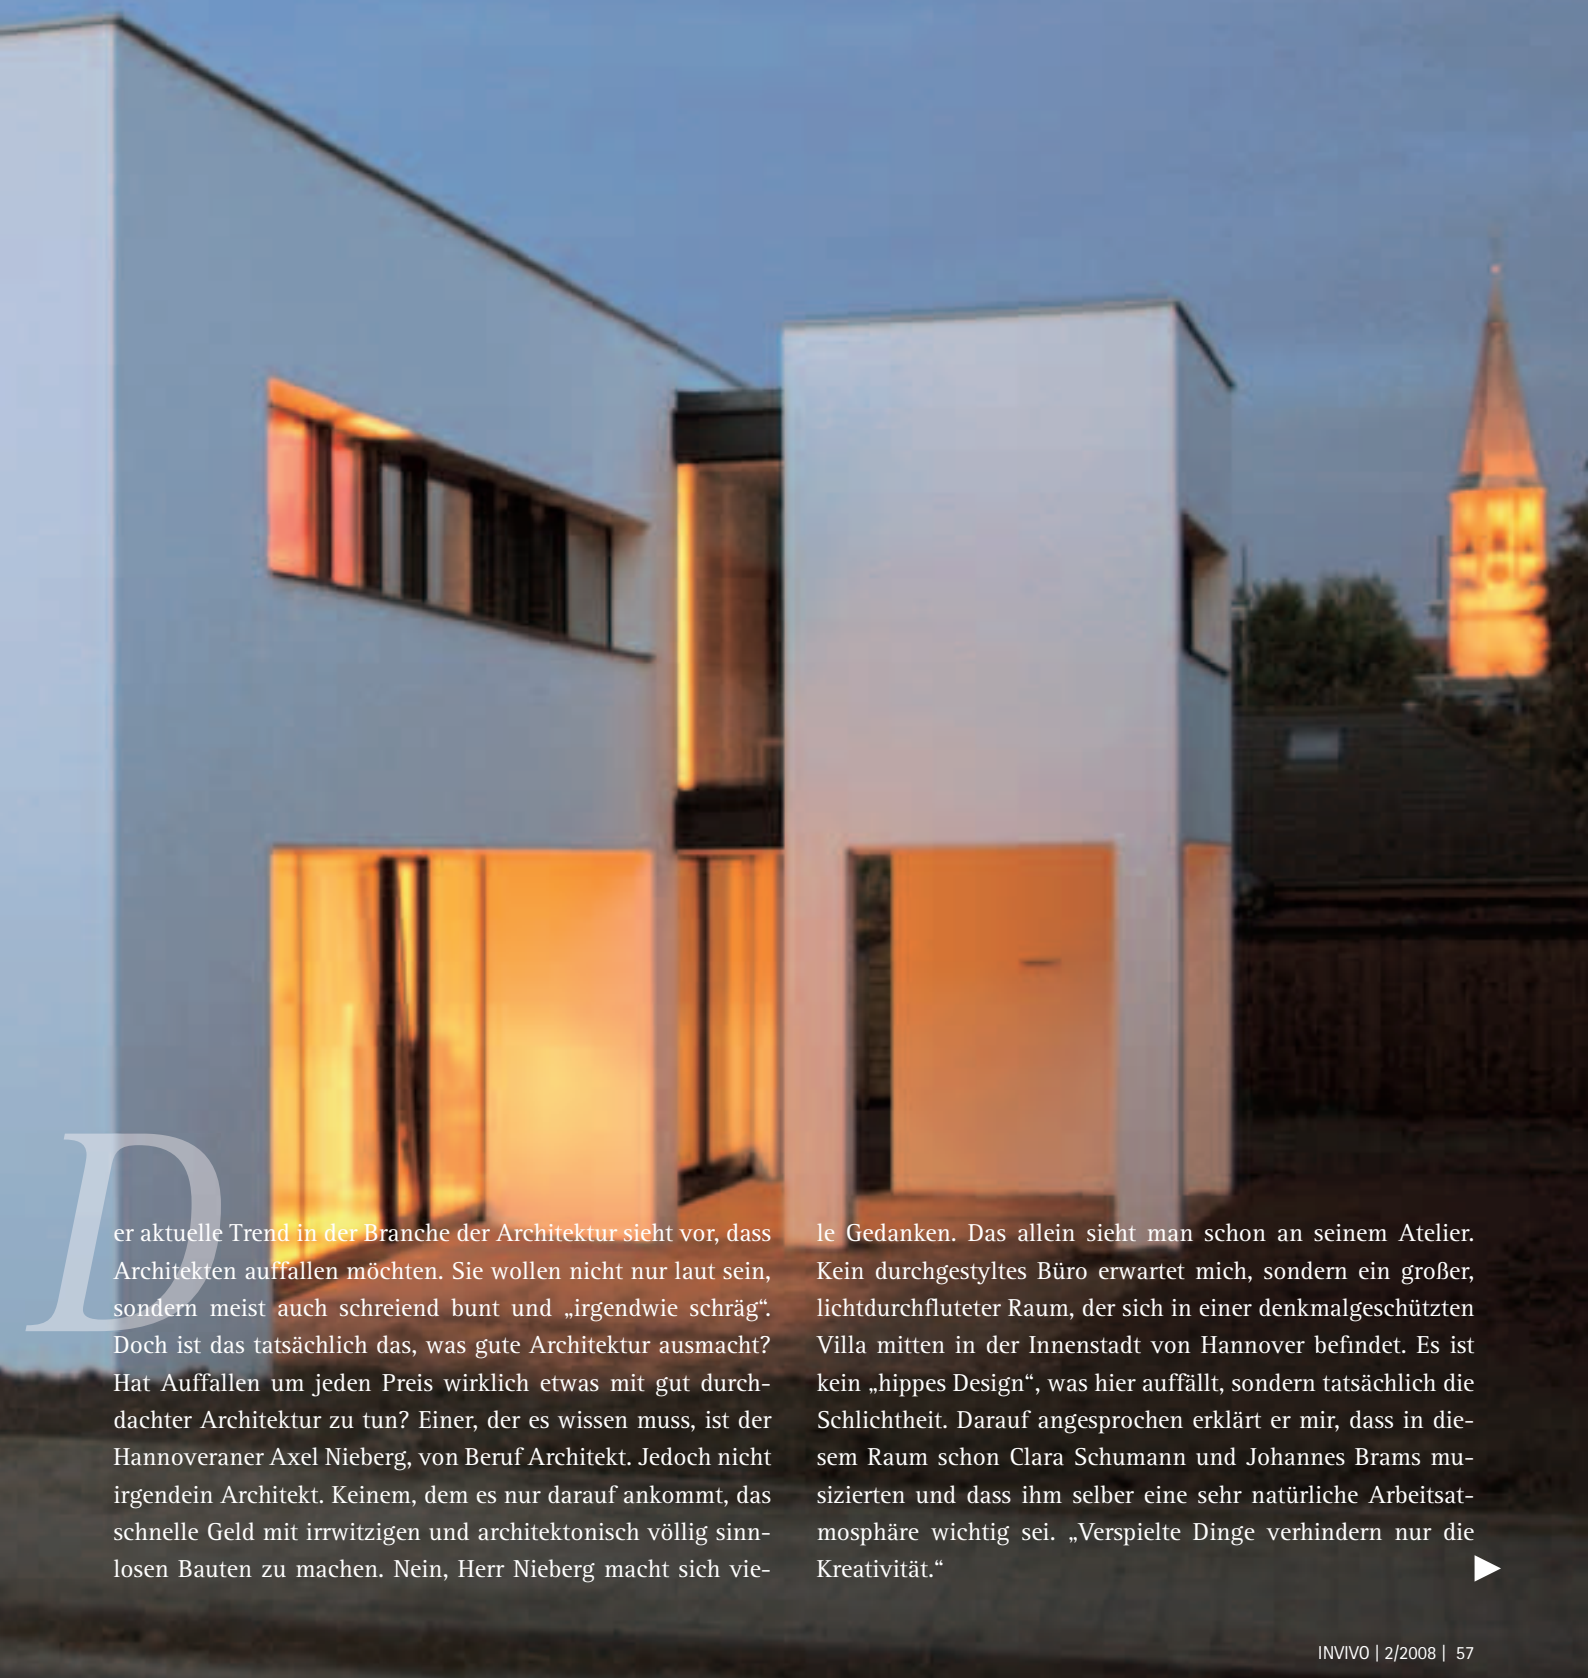 Der aktuelle Trend in der Branche der Architektur sieht vor, dass
Architekten auffallen möchten. Sie wollen nicht nur laut sein,
sondern meist auch schreiend bunt und „irgendwie schräg“.
Doch ist das tatsächlich das, was gute Architektur ausmacht?
Hat Auffallen um jeden Preis wirklich etwas mit gut durch-
dachter Architektur zu tun? Einer, der es wissen muss, ist der
Hannoveraner Axel Nieberg, von Beruf Architekt. Jedoch nicht
irgendein Architekt. Keinem, dem es nur darauf ankommt, das
schnelle Geld mit irrwitzigen und architektonisch völlig sinn-
losen Bauten zu machen. Nein, Herr Nieberg macht sich vie-
le Gedanken. Das allein sieht man schon an seinem Atelier.
Kein durchgestyltes Büro erwartet mich, sondern ein großer,
lichtdurchfluteter Raum, der sich in einer denkmalgeschützten
Villa mitten in der Innenstadt von Hannover befindet. Es ist
kein „hippes Design“, was hier auffällt, sondern tatsächlich die
Schlichtheit. Darauf angesprochen erklärt er mir, dass in die-
sem Raum schon Clara Schumann und Johannes Brams mu-
sizierten und dass ihm selber eine sehr natürliche Arbeitsat-
mosphäre wichtig sei. „Verspielte Dinge verhindern nur die
Kreativität.“
INVIVO | 2/2008 | 57